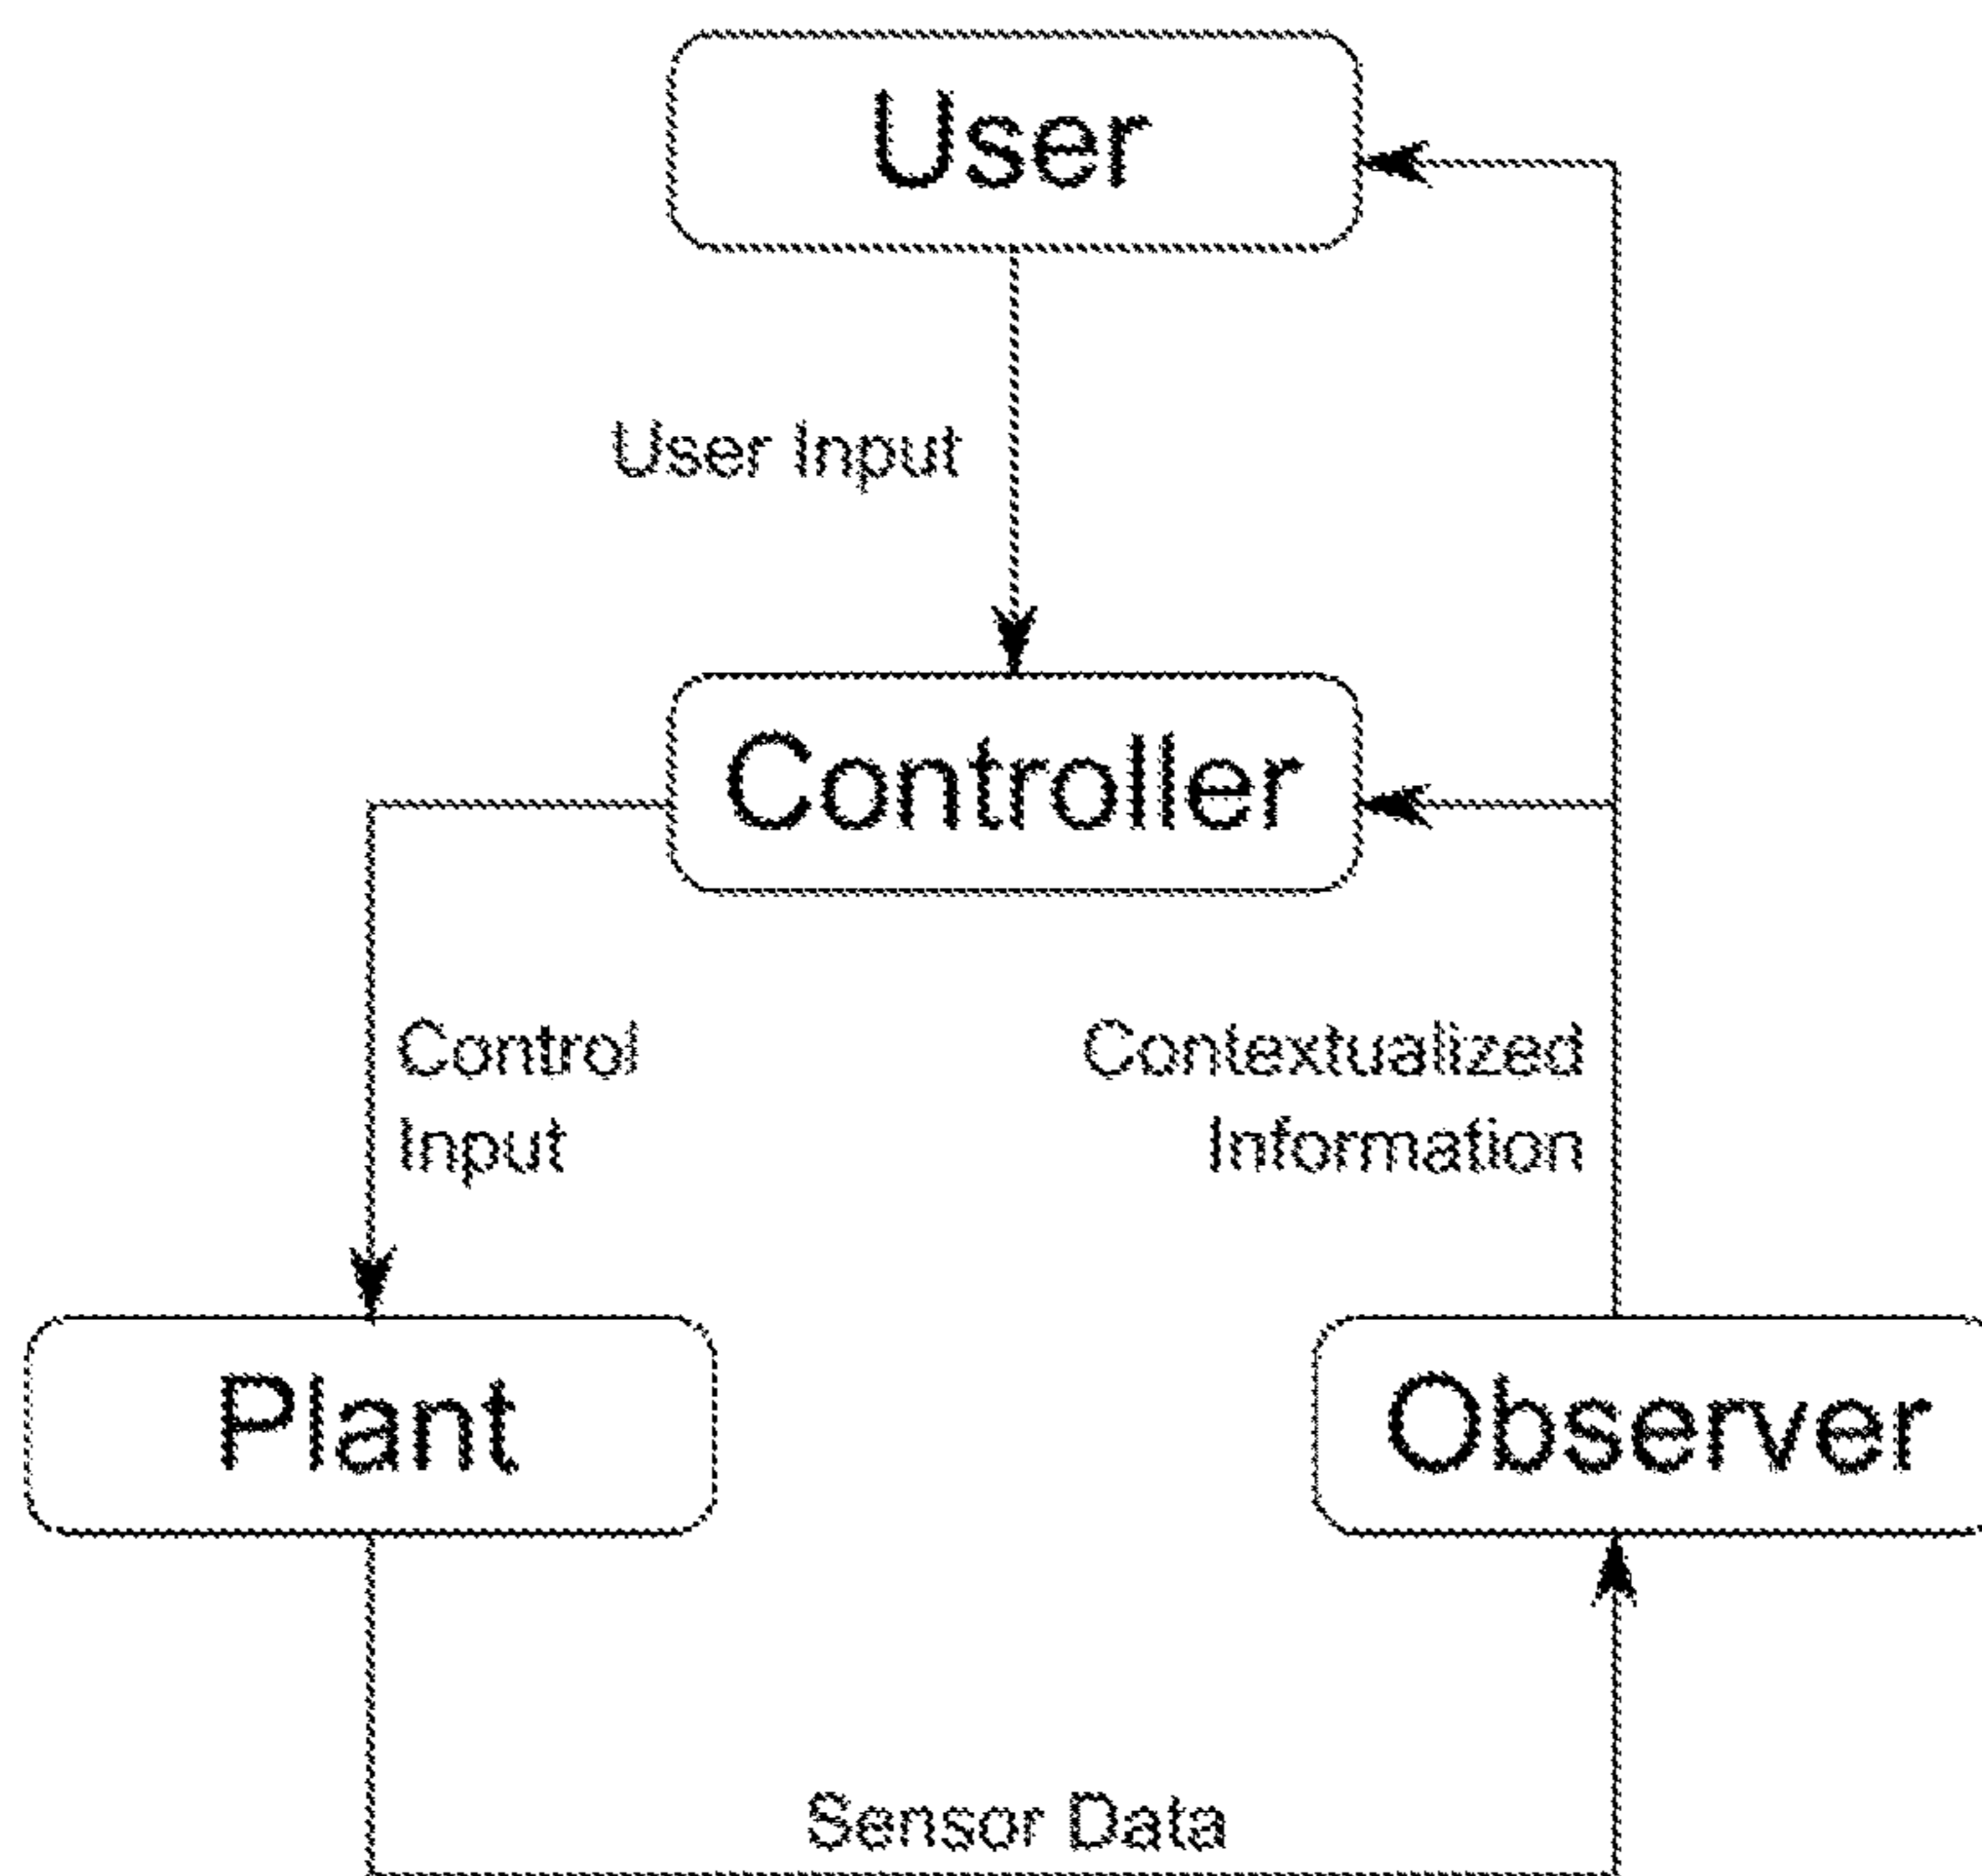 User
User Input
Controller
Control
Input
Contextualized
Information
Plant
Observer
Sensor Data